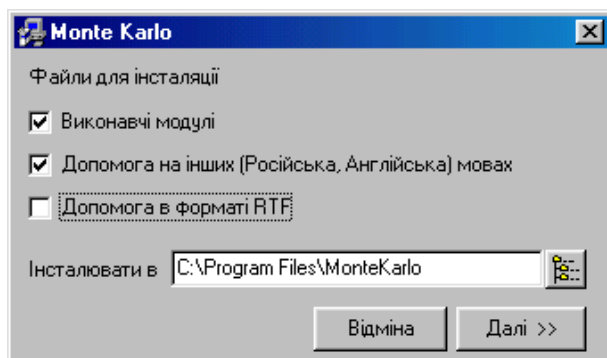 Monte Karlo
Файли для інсталяції
Виконавчі модулі
Допомога на інших (Російська, Англійська) мовах
Допомога в форматі RTF
Інсталювати в C:\Program Files\MonteKarlo
Відміна Далі >>